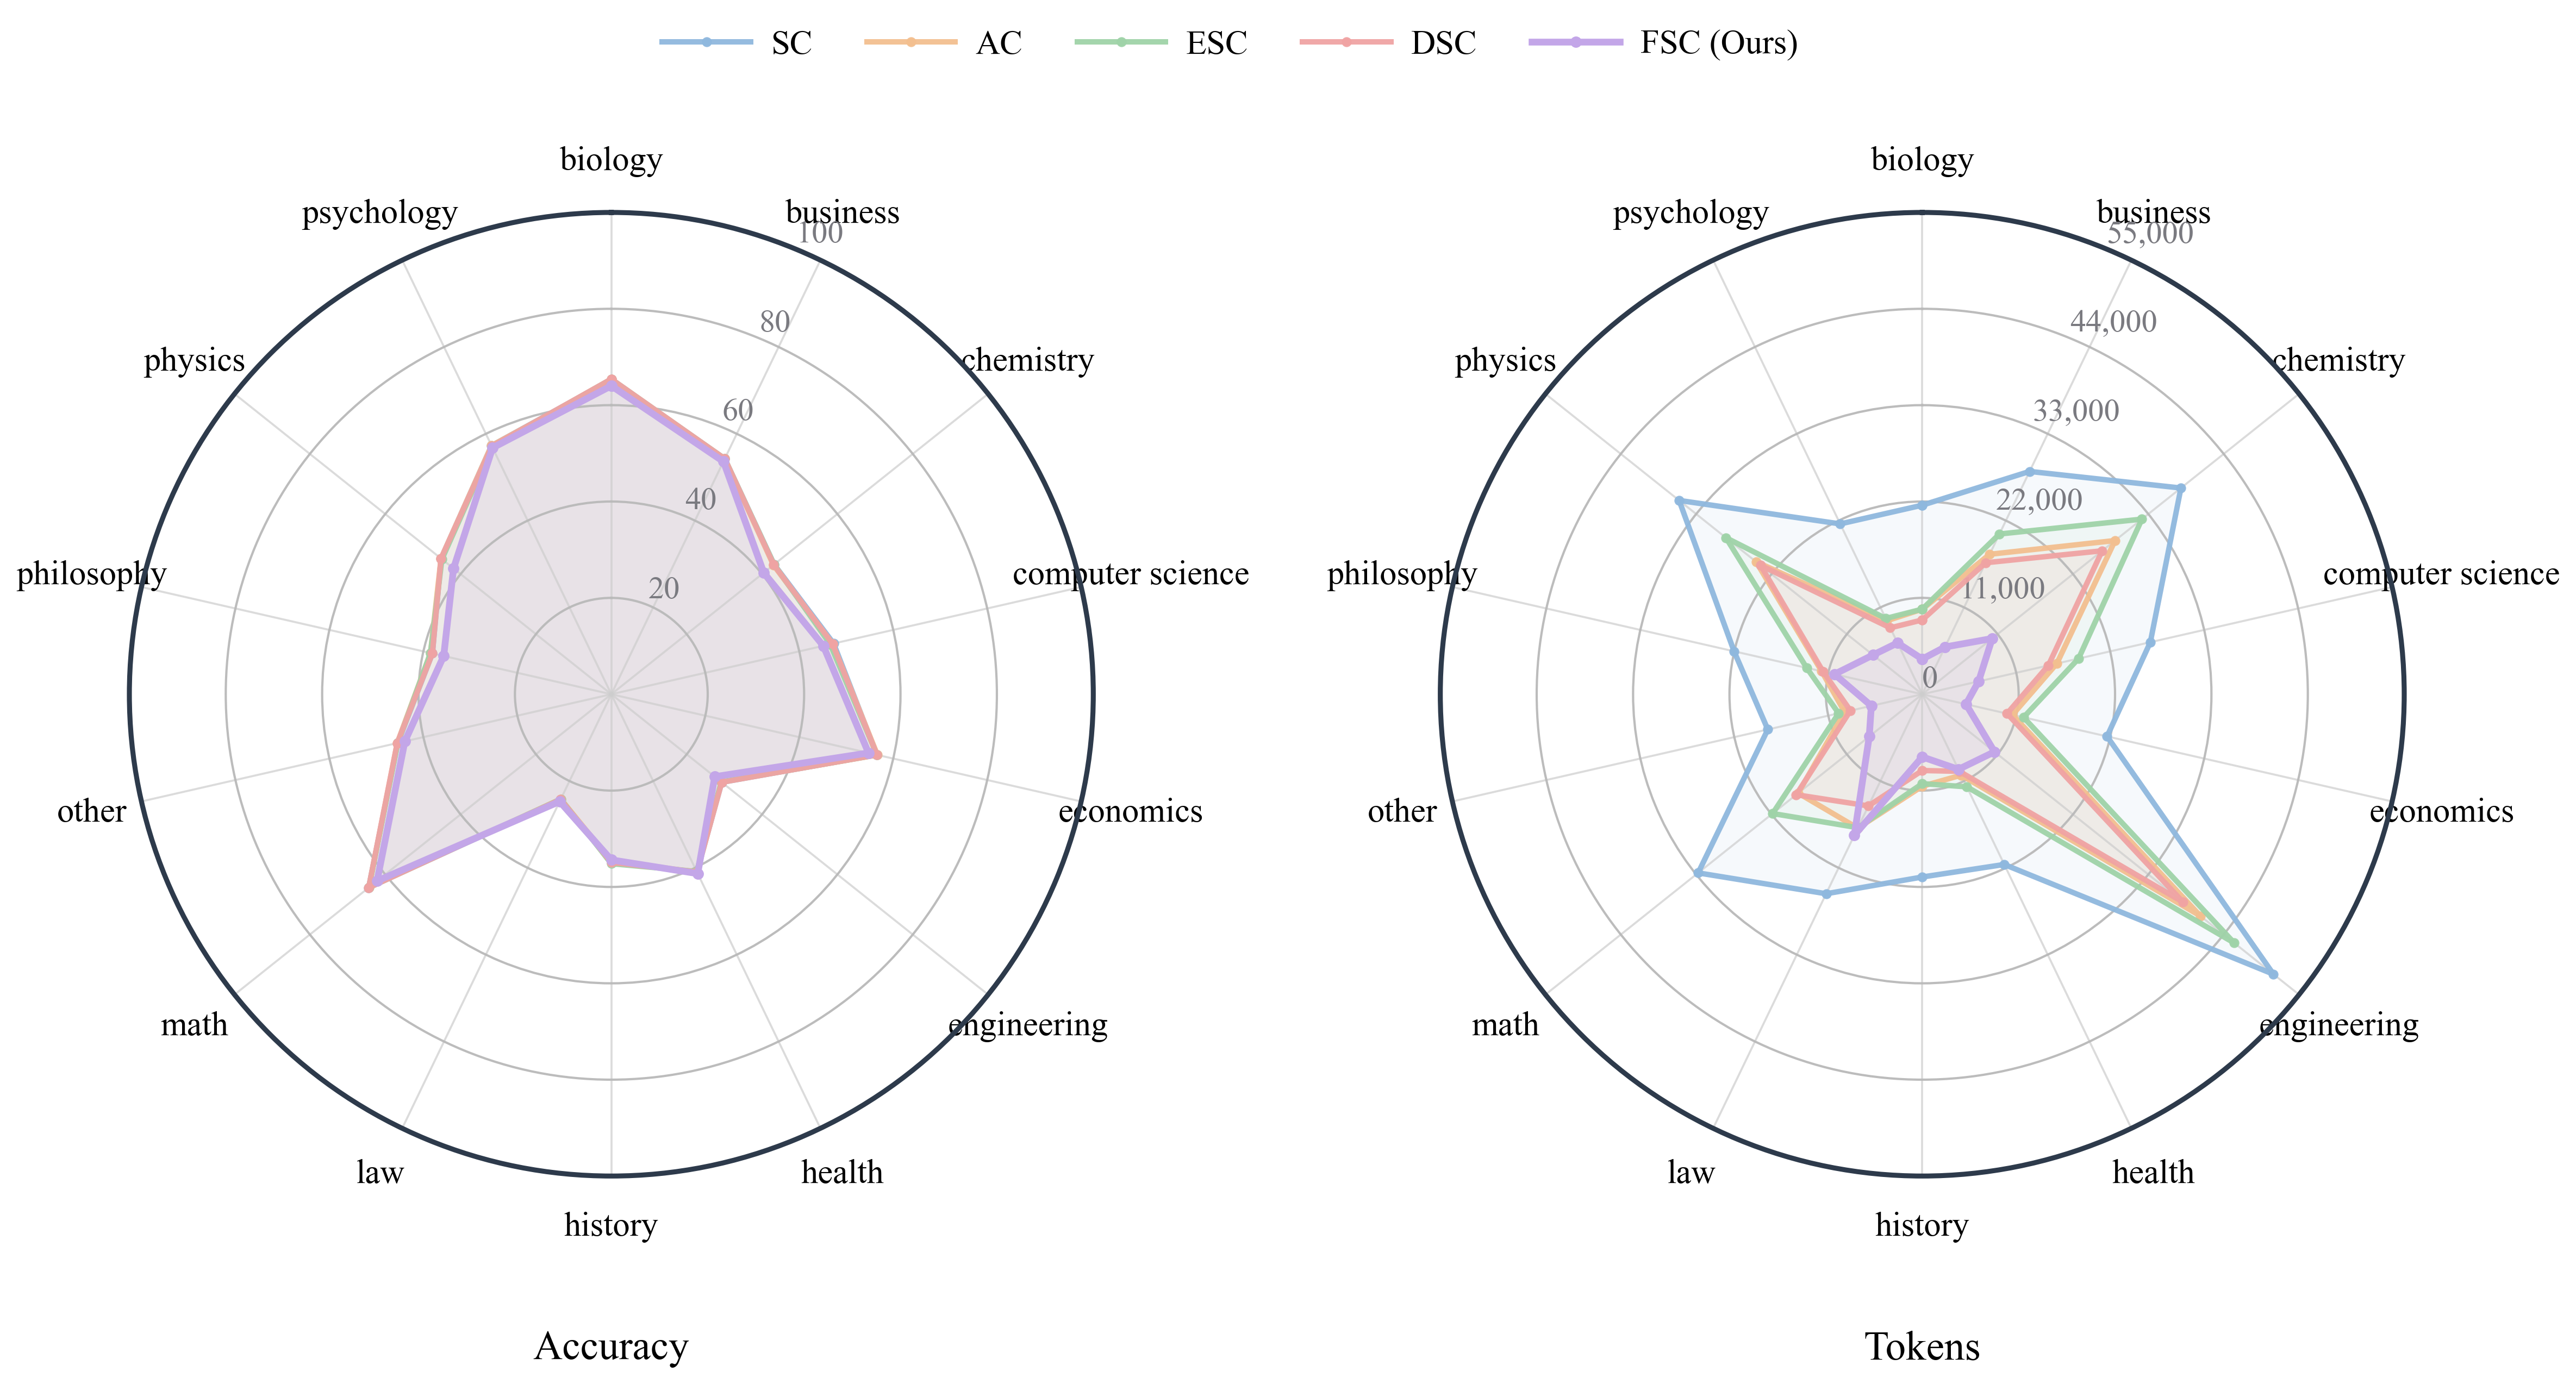 SC AC ESC DSC FSC (Ours)
biology
psychology
business
100
physics
80
chemistry
60
40
philosophy
20
computer science
other
economics
math
engineering
law
health
history
Accuracy
biology
psychology
business
55,000
physics
44,000
chemistry
33,000
22,000
philosophy
11,000
computer science
0
other
economics
math
engineering
law
health
history
Tokens